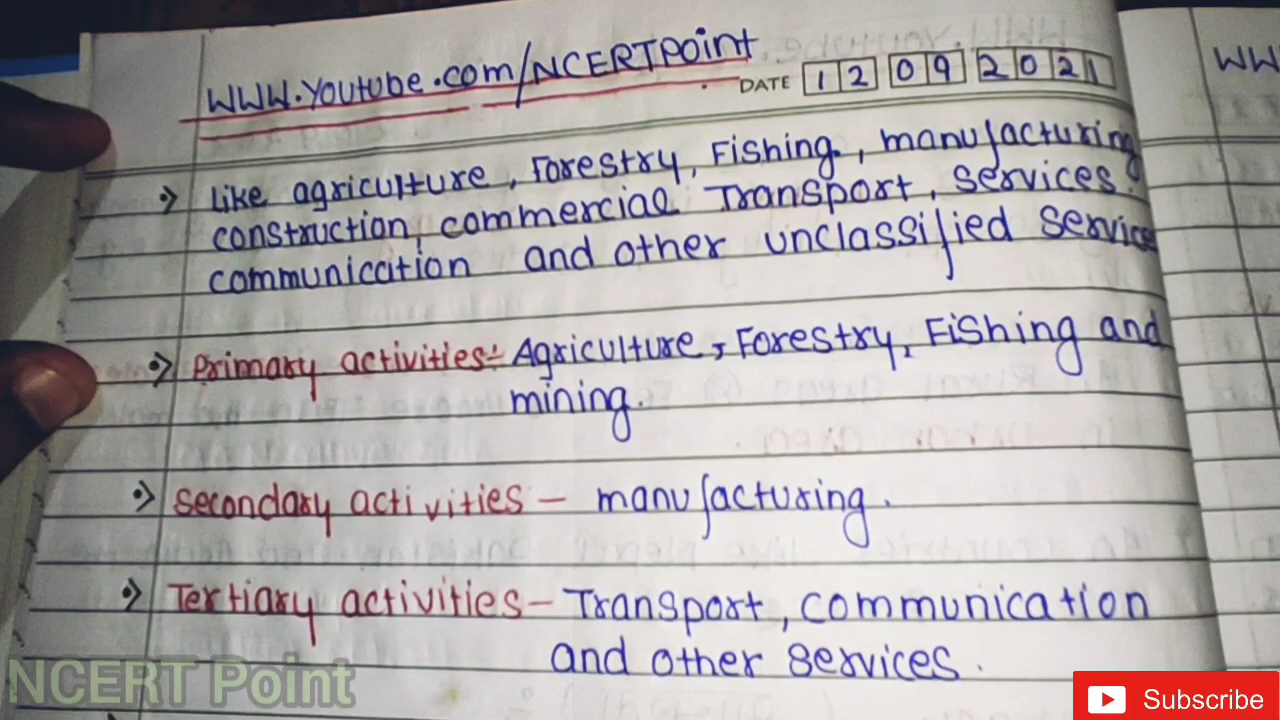 WWW.Youtube.com/NCERTPoint
DATE 12 09 2021
WW
Like agriculture, Forestry, Fishing, manufacturing
construction, commercial Transport, services.
communication and other unclassified service
Primary activities:- Agriculture, Forestry, Fishing and
mining.
Secondary activities - manufacturing.
Tertiary activities - Transport, communication
and other services.
NCERT Point
Subscribe